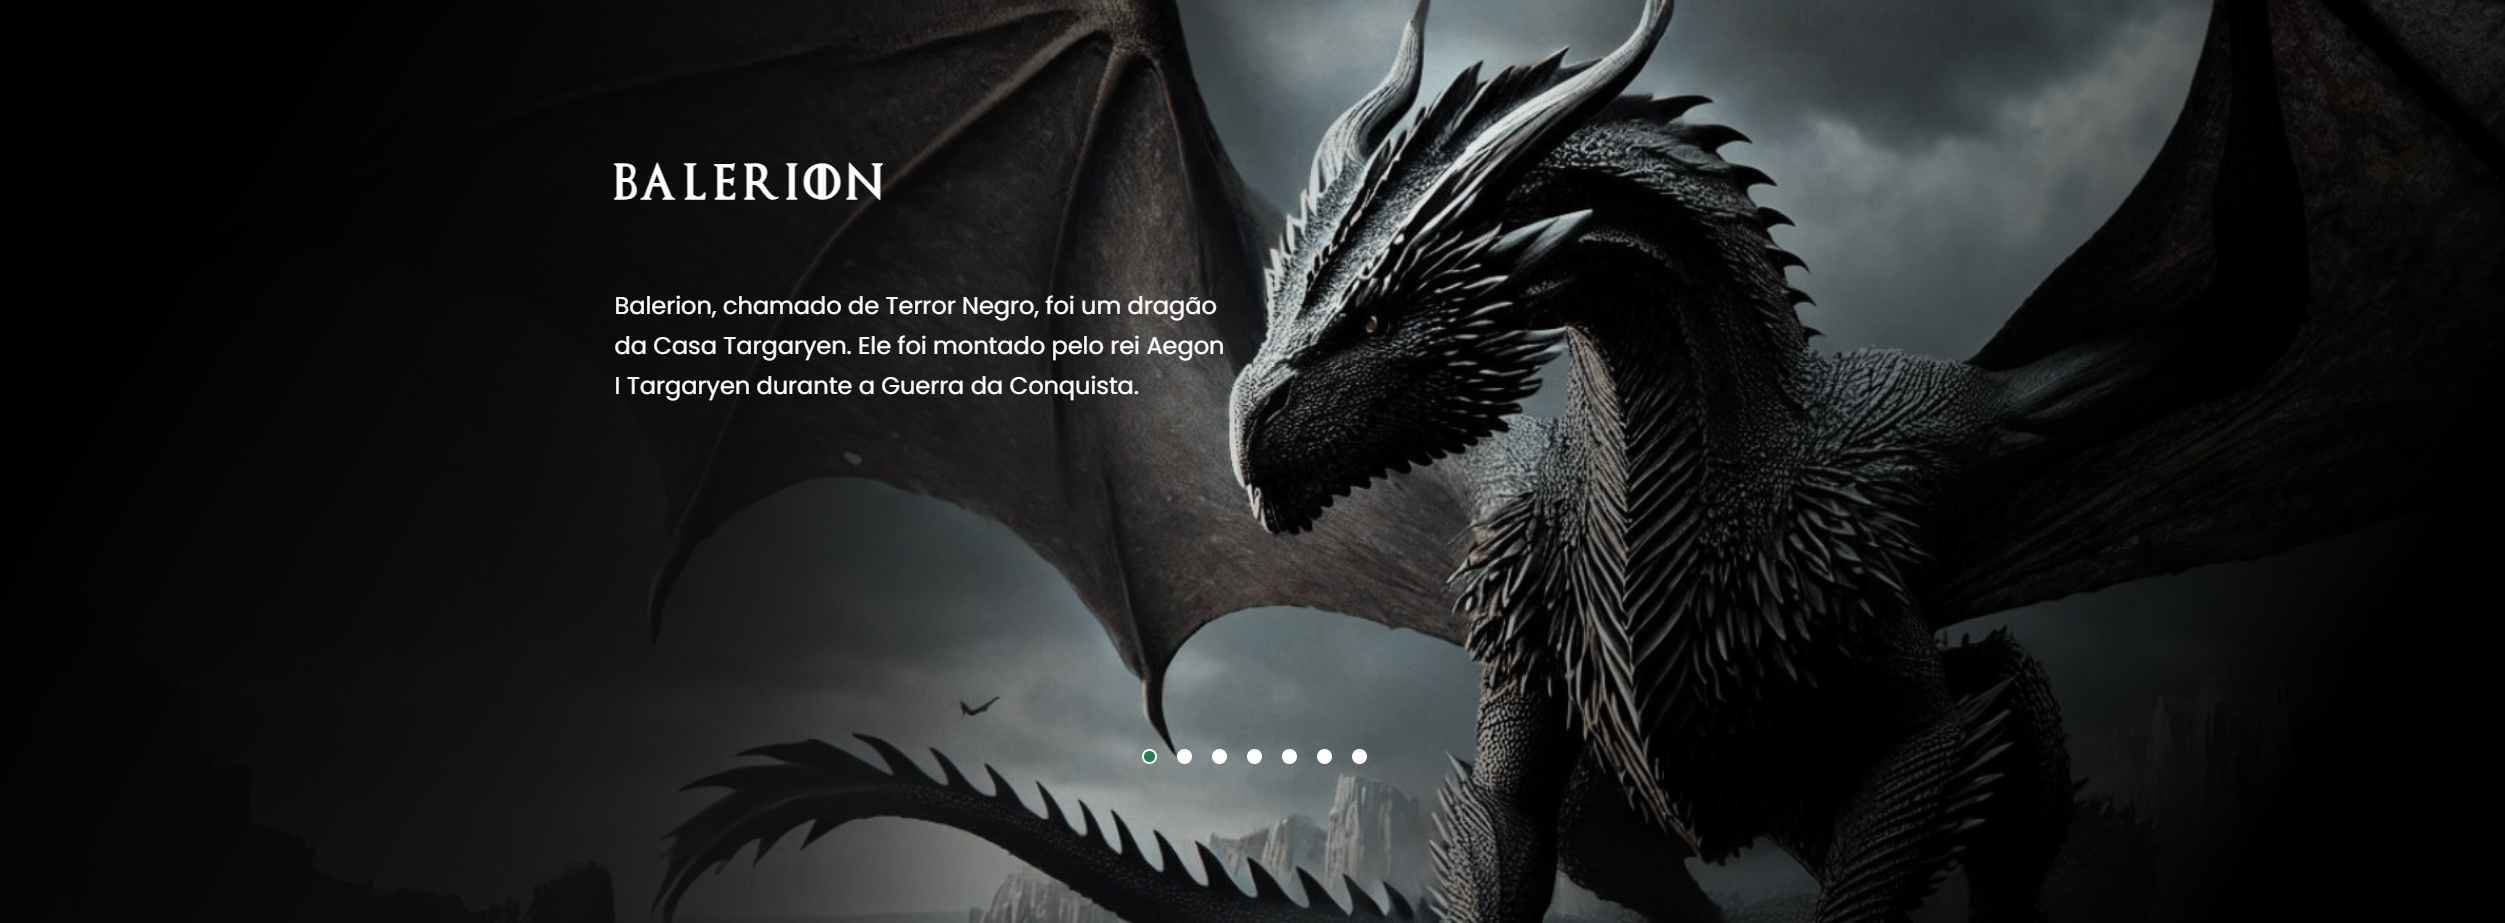 BALERION
Balerion, chamado de Terror Negro, foi um dragão
da Casa Targaryen. Ele foi montado pelo rei Aegon
I Targaryen durante a Guerra da Conquista.